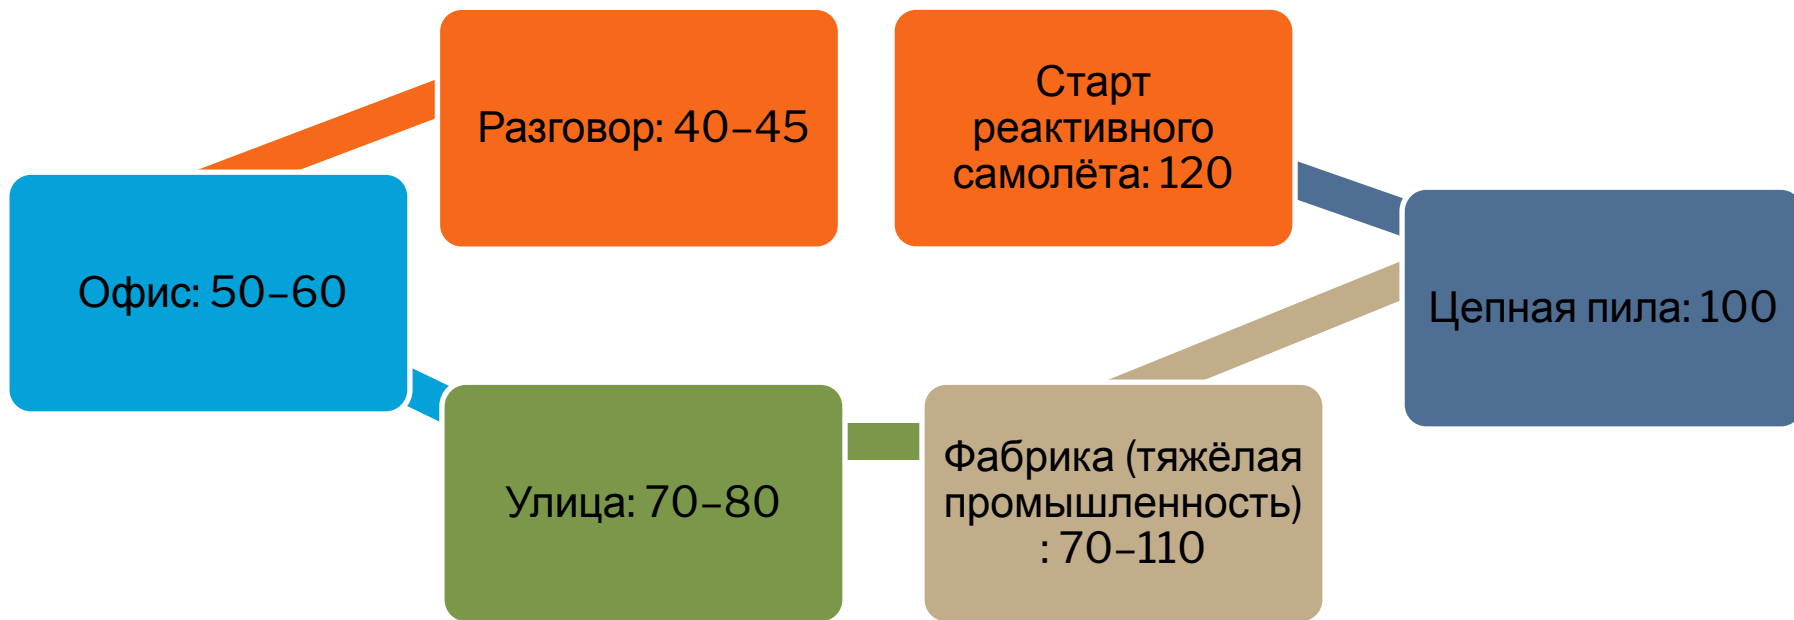 Разговор: 40–45
Офис: 50–60
Улица: 70–80
Фабрика (тяжёлая
промышленность)
: 70–110
Цепная пила: 100
Старт
реактивного
самолёта: 120